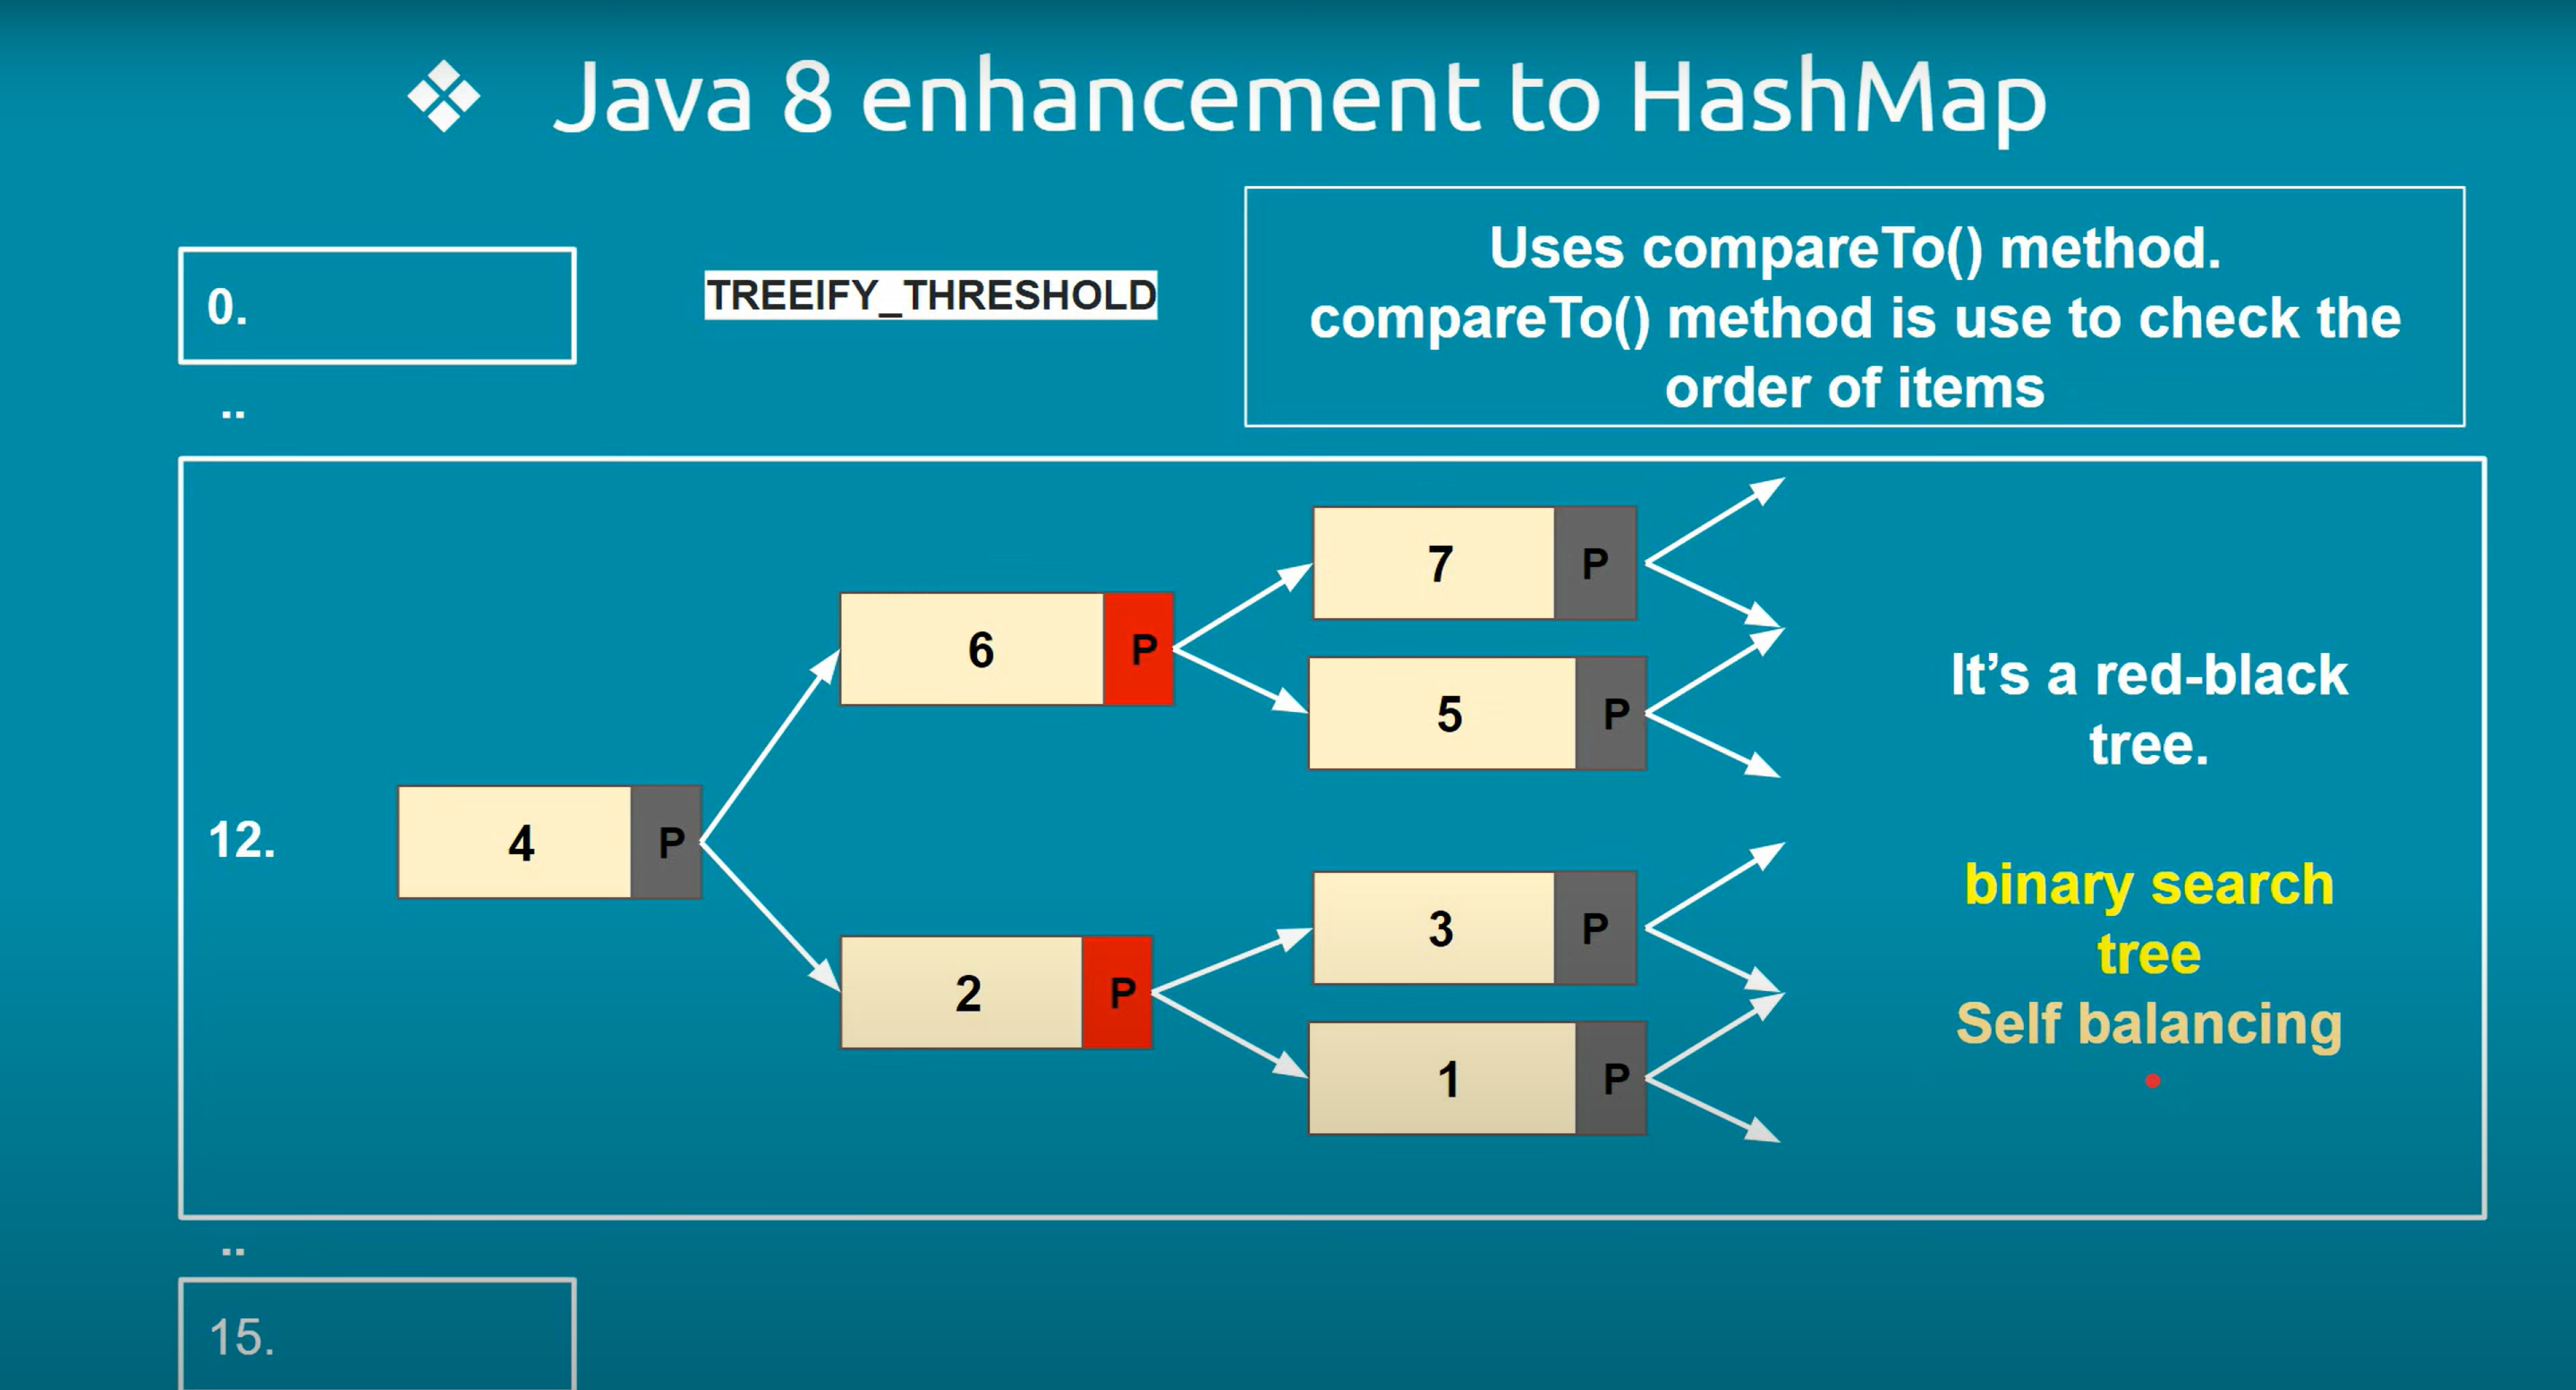 ❖ Java 8 enhancement to HashMap
0.
TREEIFY_THRESHOLD
Uses compareTo() method.
compareTo() method is use to check the
order of items
..
12.
4 P
6 P
2 P
7 P
5 P
3 P
1 P
It’s a red-black
tree.
binary search
tree
Self balancing
..
15.